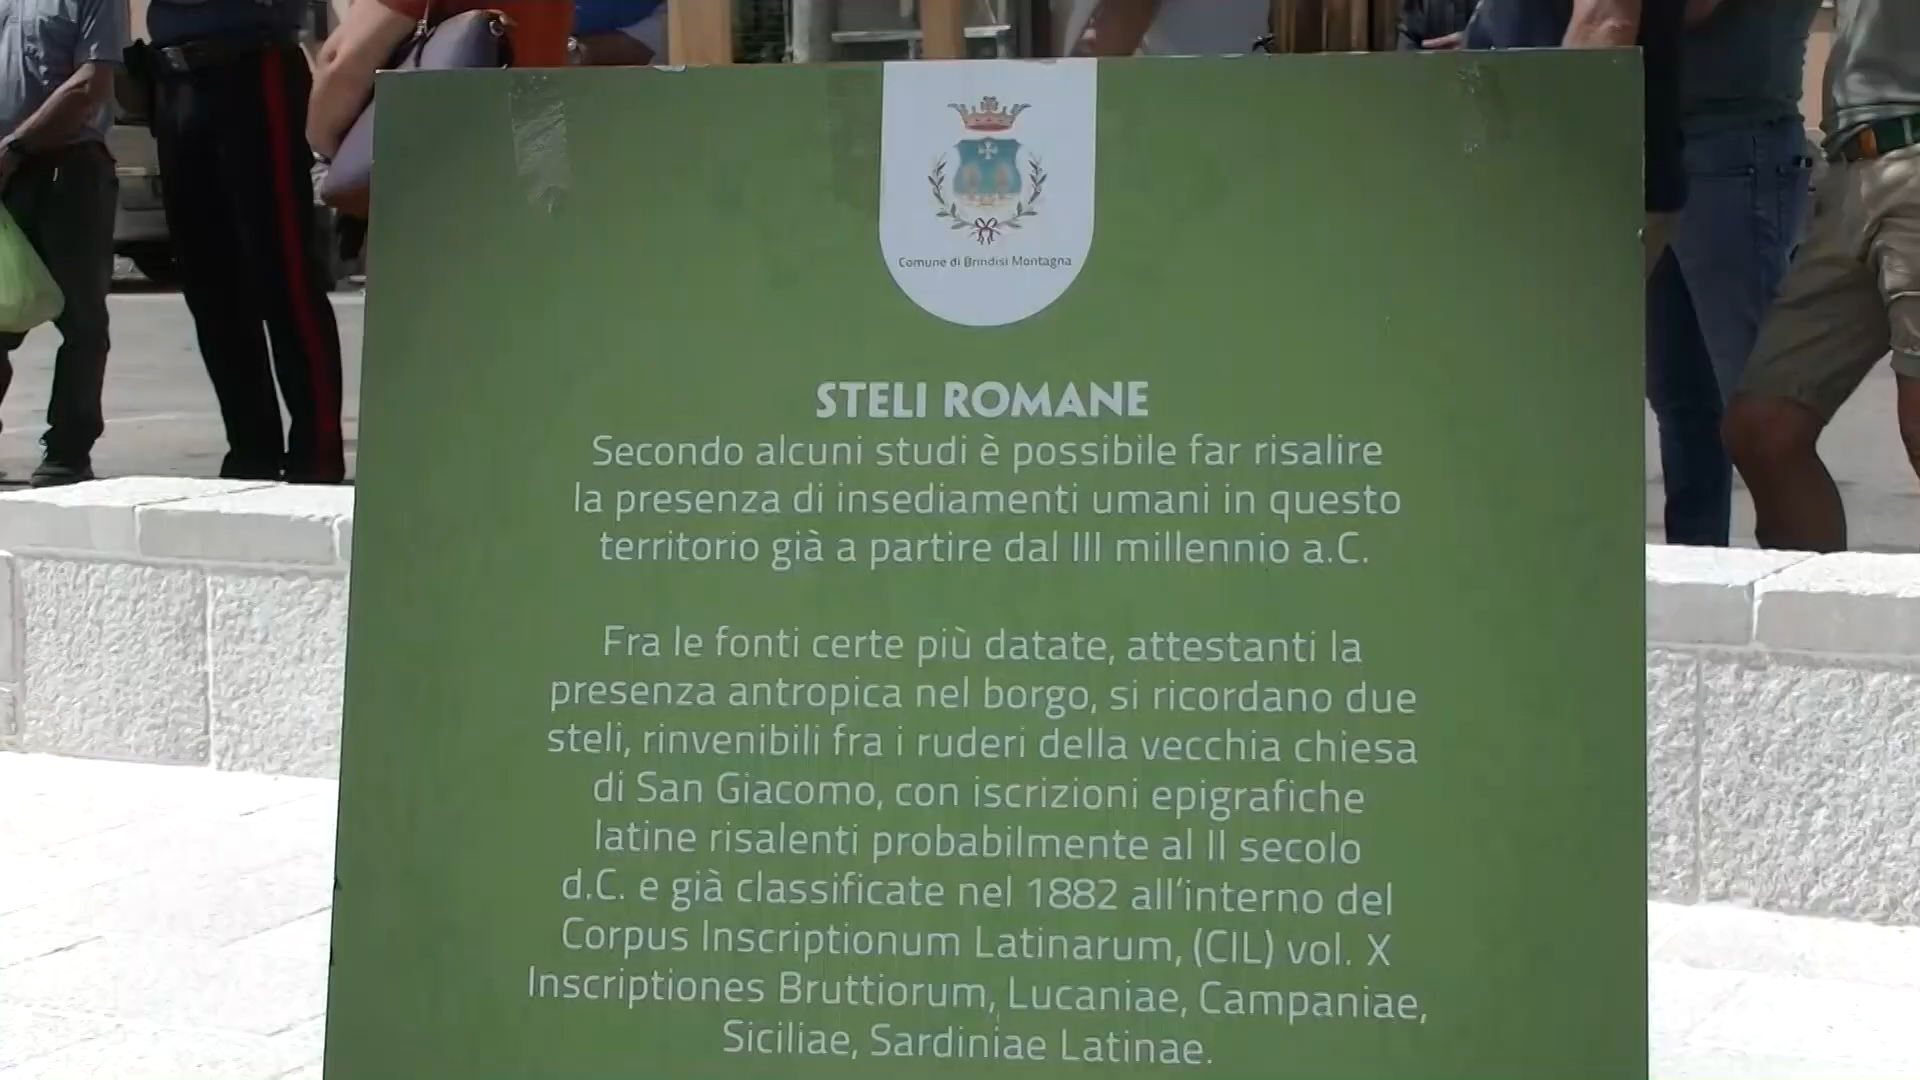 Comune di Brindisi Montagna
STELI ROMANE
Secondo alcuni studi è possibile far risalire
la presenza di insediamenti umani in questo
territorio già a partire dal III millennio a.C.
Fra le fonti certe più datate, attestanti la
presenza antropica nel borgo, si ricordano due
steli, rinvenibili fra i ruderi della vecchia chiesa
di San Giacomo, con iscrizioni epigrafiche
latine risalenti probabilmente al II secolo
d.C. e già classificate nel 1882 all'interno del
Corpus Inscriptionum Latinarum, (CIL) vol. X
Inscriptiones Bruttiorum, Lucaniae, Campaniae,
Siciliae, Sardiniae Latinae.